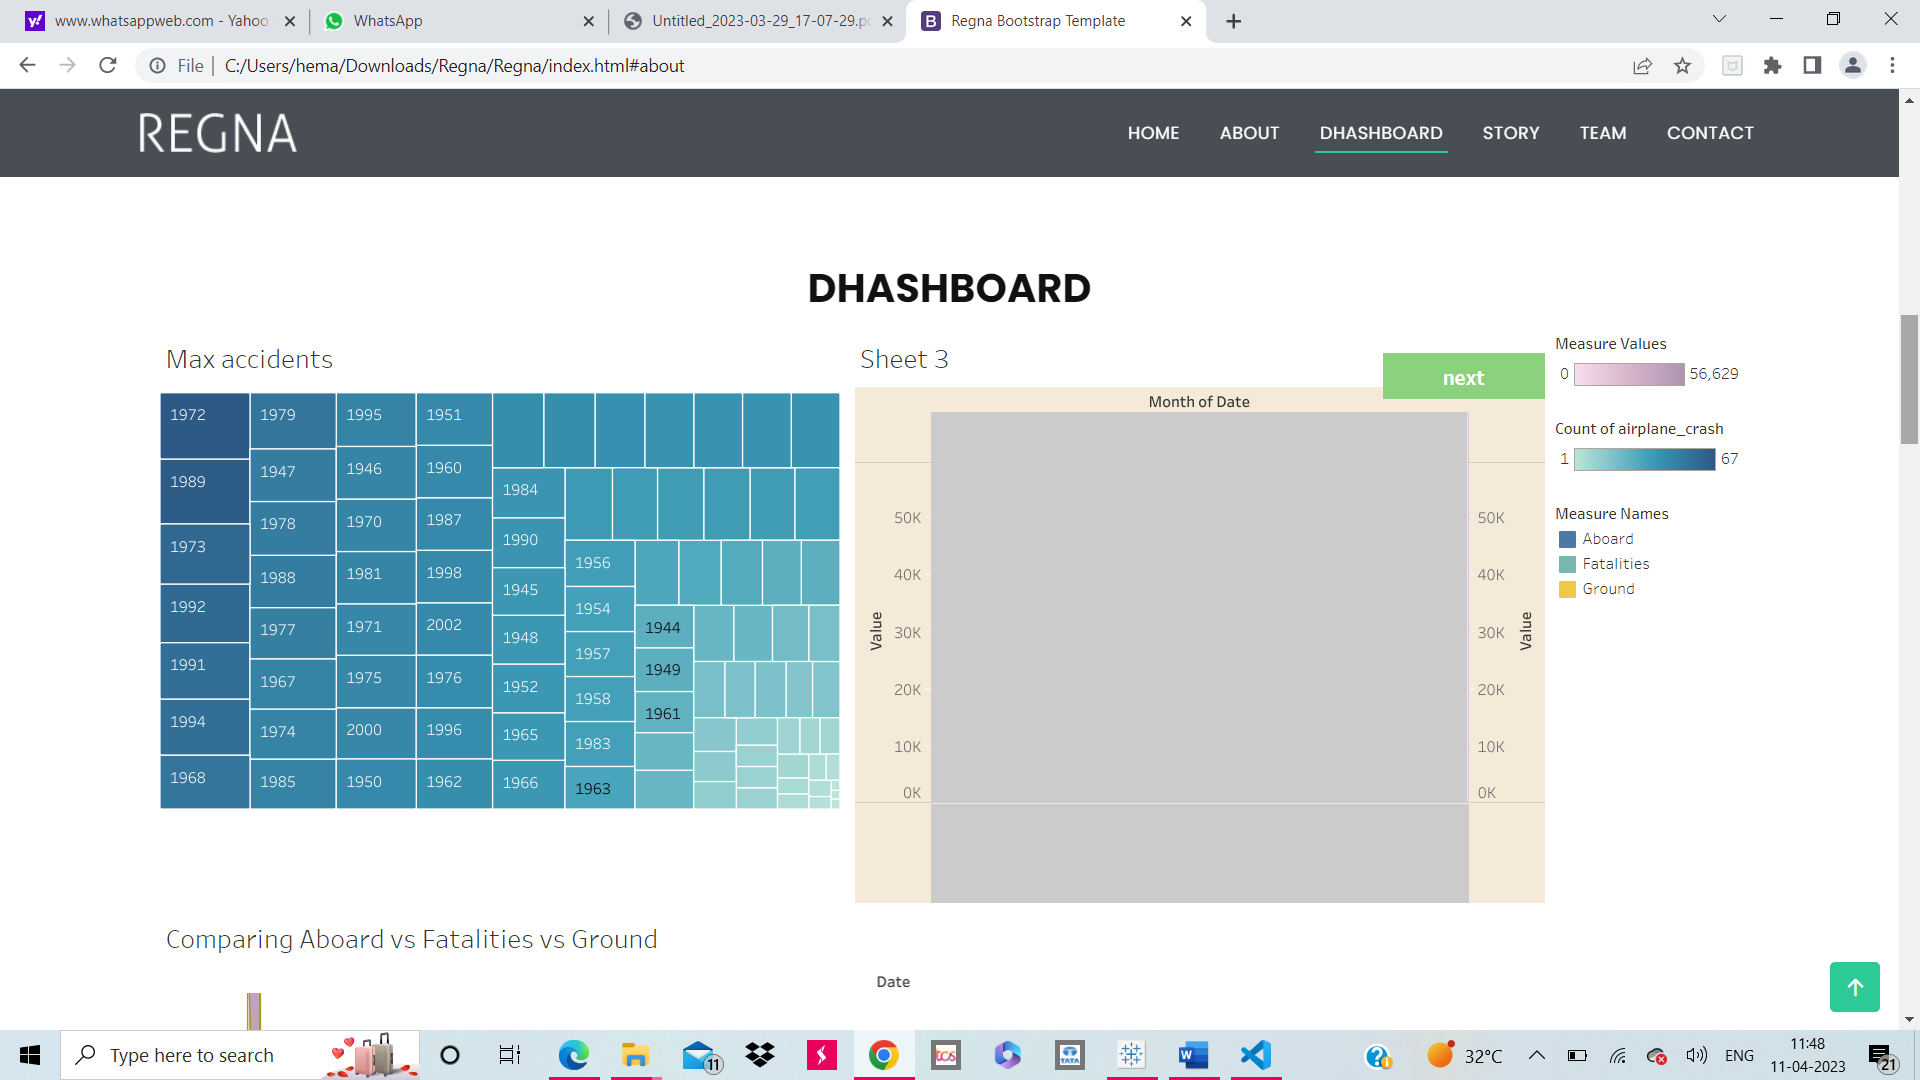 www.whatsappweb.com - Yahoo
WhatsApp
Untitled_2023-03-29_17-07-29.p
Regna Bootstrap Template
File | C:/Users/hema/Downloads/Regna/Regna/index.html#about
REGNA
HOME ABOUT DHASHBOARD STORY TEAM CONTACT
DHASHBOARD
Max accidents
1972 1979 1995 1951
1989 1947 1946 1960 1984
1973 1978 1970 1987 1990
1992 1988 1981 1998 1945 1956
1991 1977 1971 2002 1948 1954 1944
1994 1967 1975 1976 1952 1957 1949
1968 1974 2000 1996 1965 1958 1961
1985 1950 1962 1966 1983
1963
Sheet 3
next
Month of Date
50K 50K
40K 40K
30K 30K
20K 20K
10K 10K
0K 0K
Value
Value
Measure Values
0 56,629
Count of airplane_crash
1 67
Measure Names
Aboard
Fatalities
Ground
Comparing Aboard vs Fatalities vs Ground
Date
Type here to search
11
tcs
TATA
W
32°C
ENG
11:48
11-04-2023
21